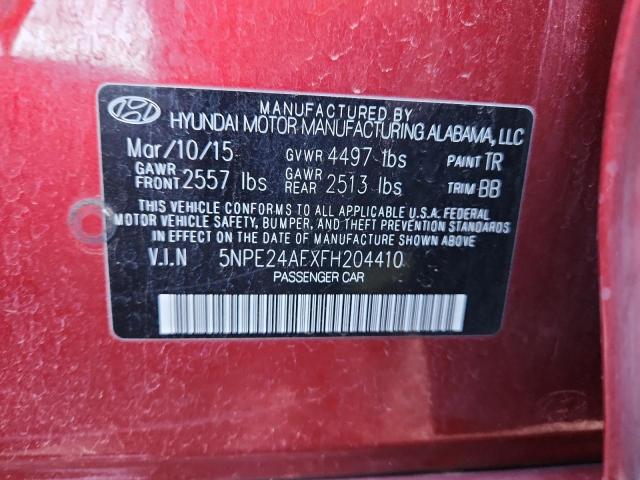 MANUFACTURED BY
HYUNDAI MOTOR MANUFACTURING ALABAMA, LLC
Mar/10/15 GVWR 4497 lbs PAINT TR
GAWR FRONT 2557 lbs GAWR REAR 2513 lbs TRIM BB
THIS VEHICLE CONFORMS TO ALL APPLICABLE U.S.A. FEDERAL
MOTOR VEHICLE SAFETY, BUMPER, AND THEFT PREVENTION STANDARDS
IN EFFECT ON THE DATE OF MANUFACTURE SHOWN ABOVE.
V.I.N 5NPE24AFXFH204410
PASSENGER CAR